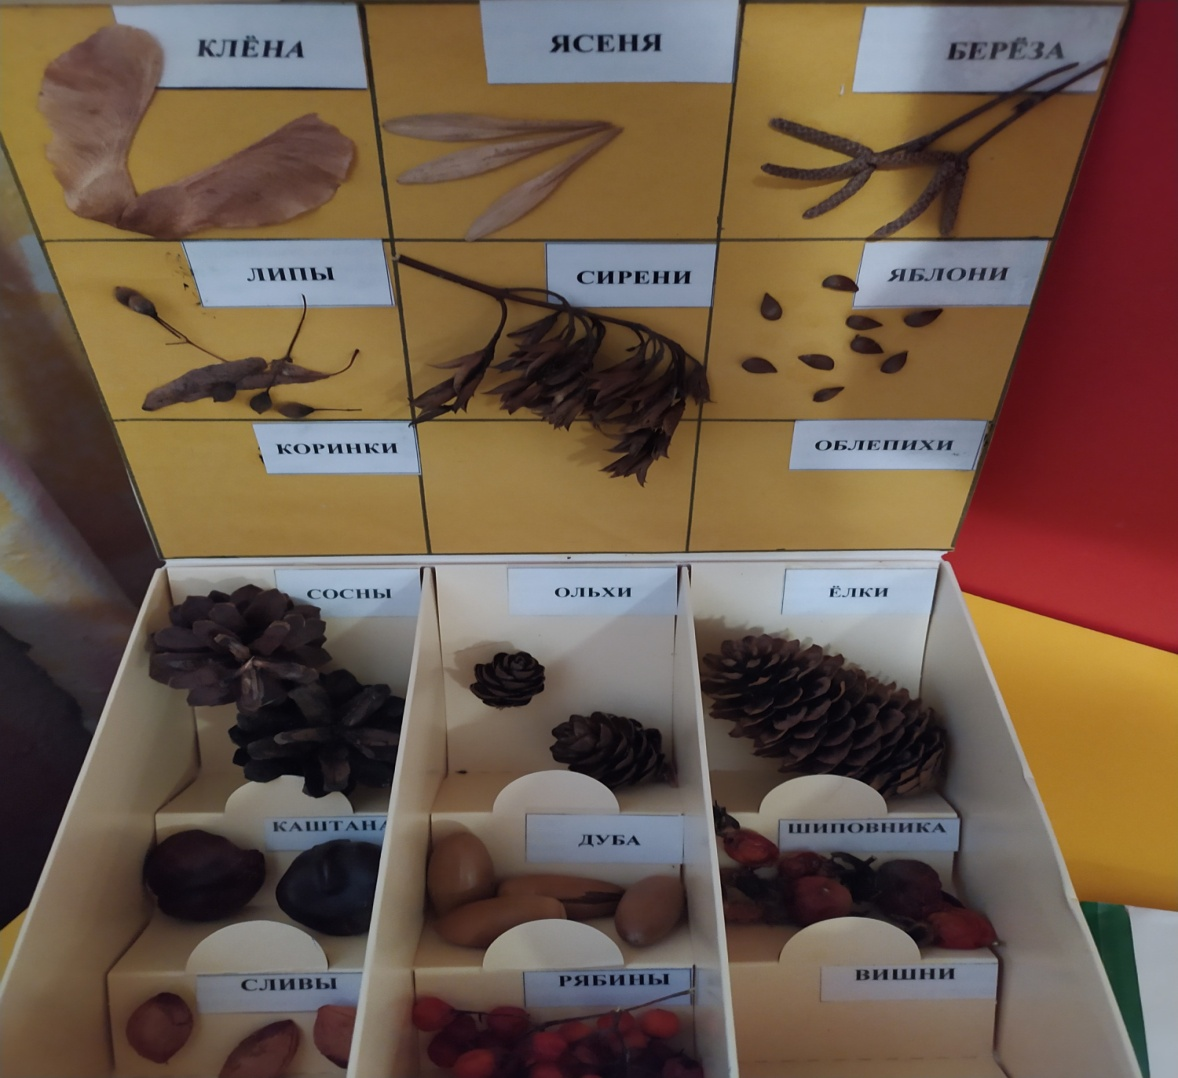 КЛЁНА
ЯСЕНЯ
БЕРЁЗА
ЛИПЫ
СИРЕНИ
ЯБЛОНИ
КОРИНКИ
ОБЛЕПИХИ
СОСНЫ
ОЛЬХИ
ЁЛКИ
КАШТАНА
ДУБА
ШИПОВНИКА
СЛИВЫ
РЯБИНЫ
ВИШНИ